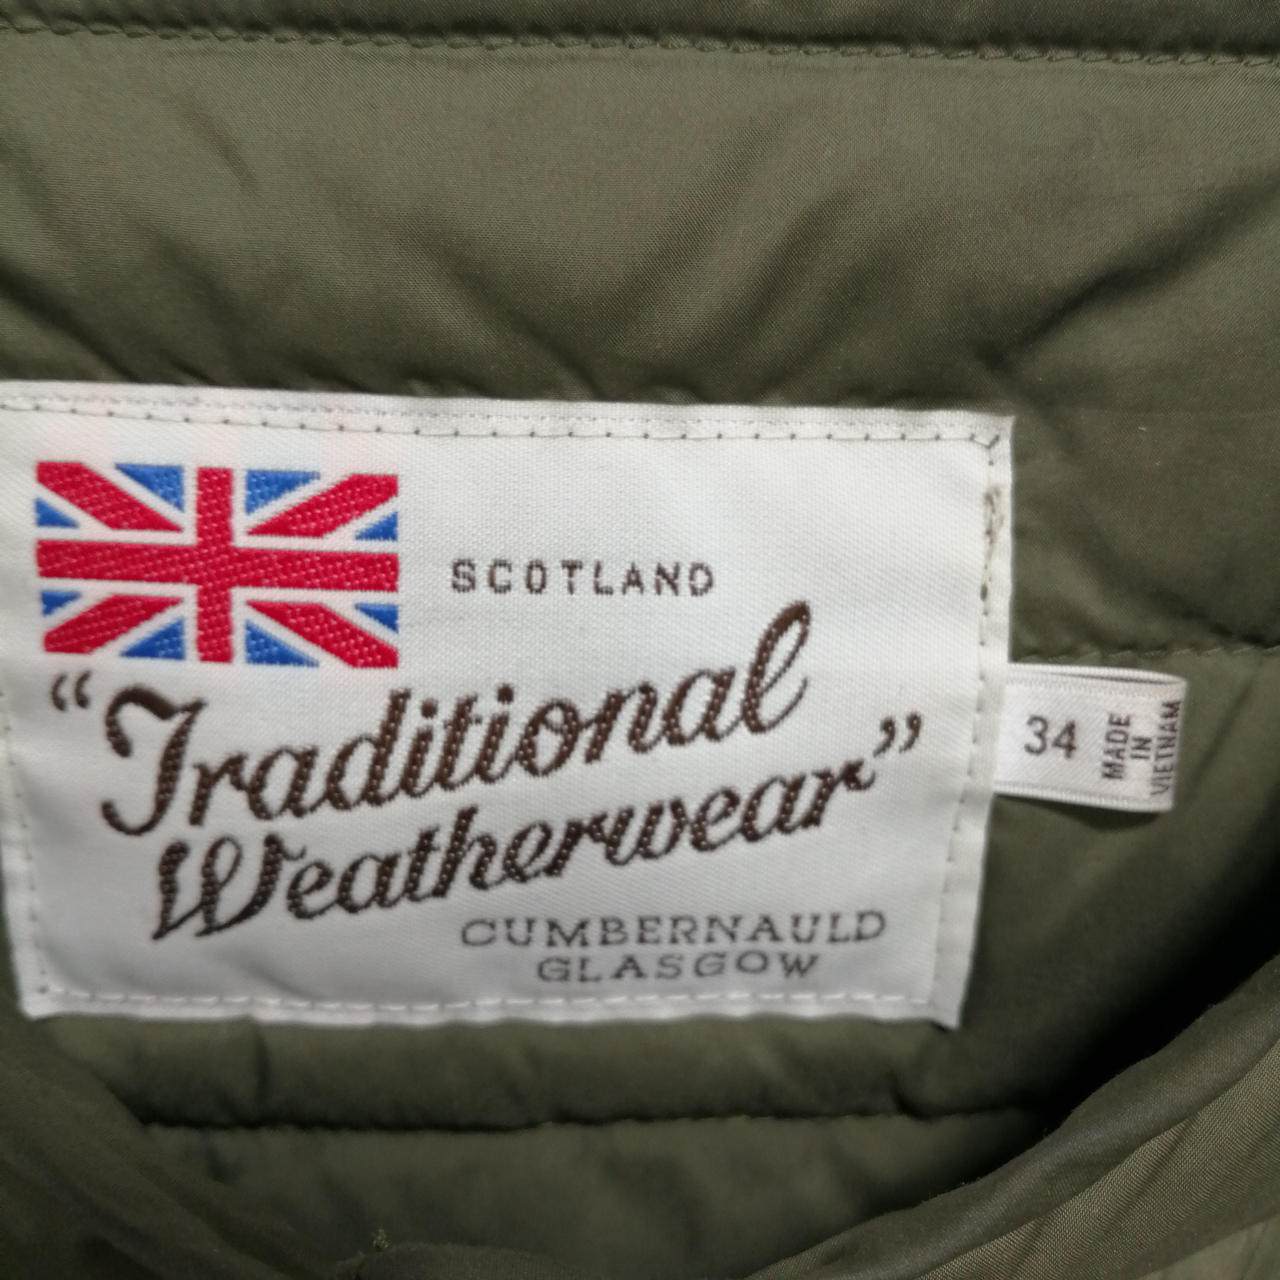 SCOTLAND
“Traditional
Weatherwear”
CUMBERNAULD
GLASGOW
34
MADE
IN
VIETNAM